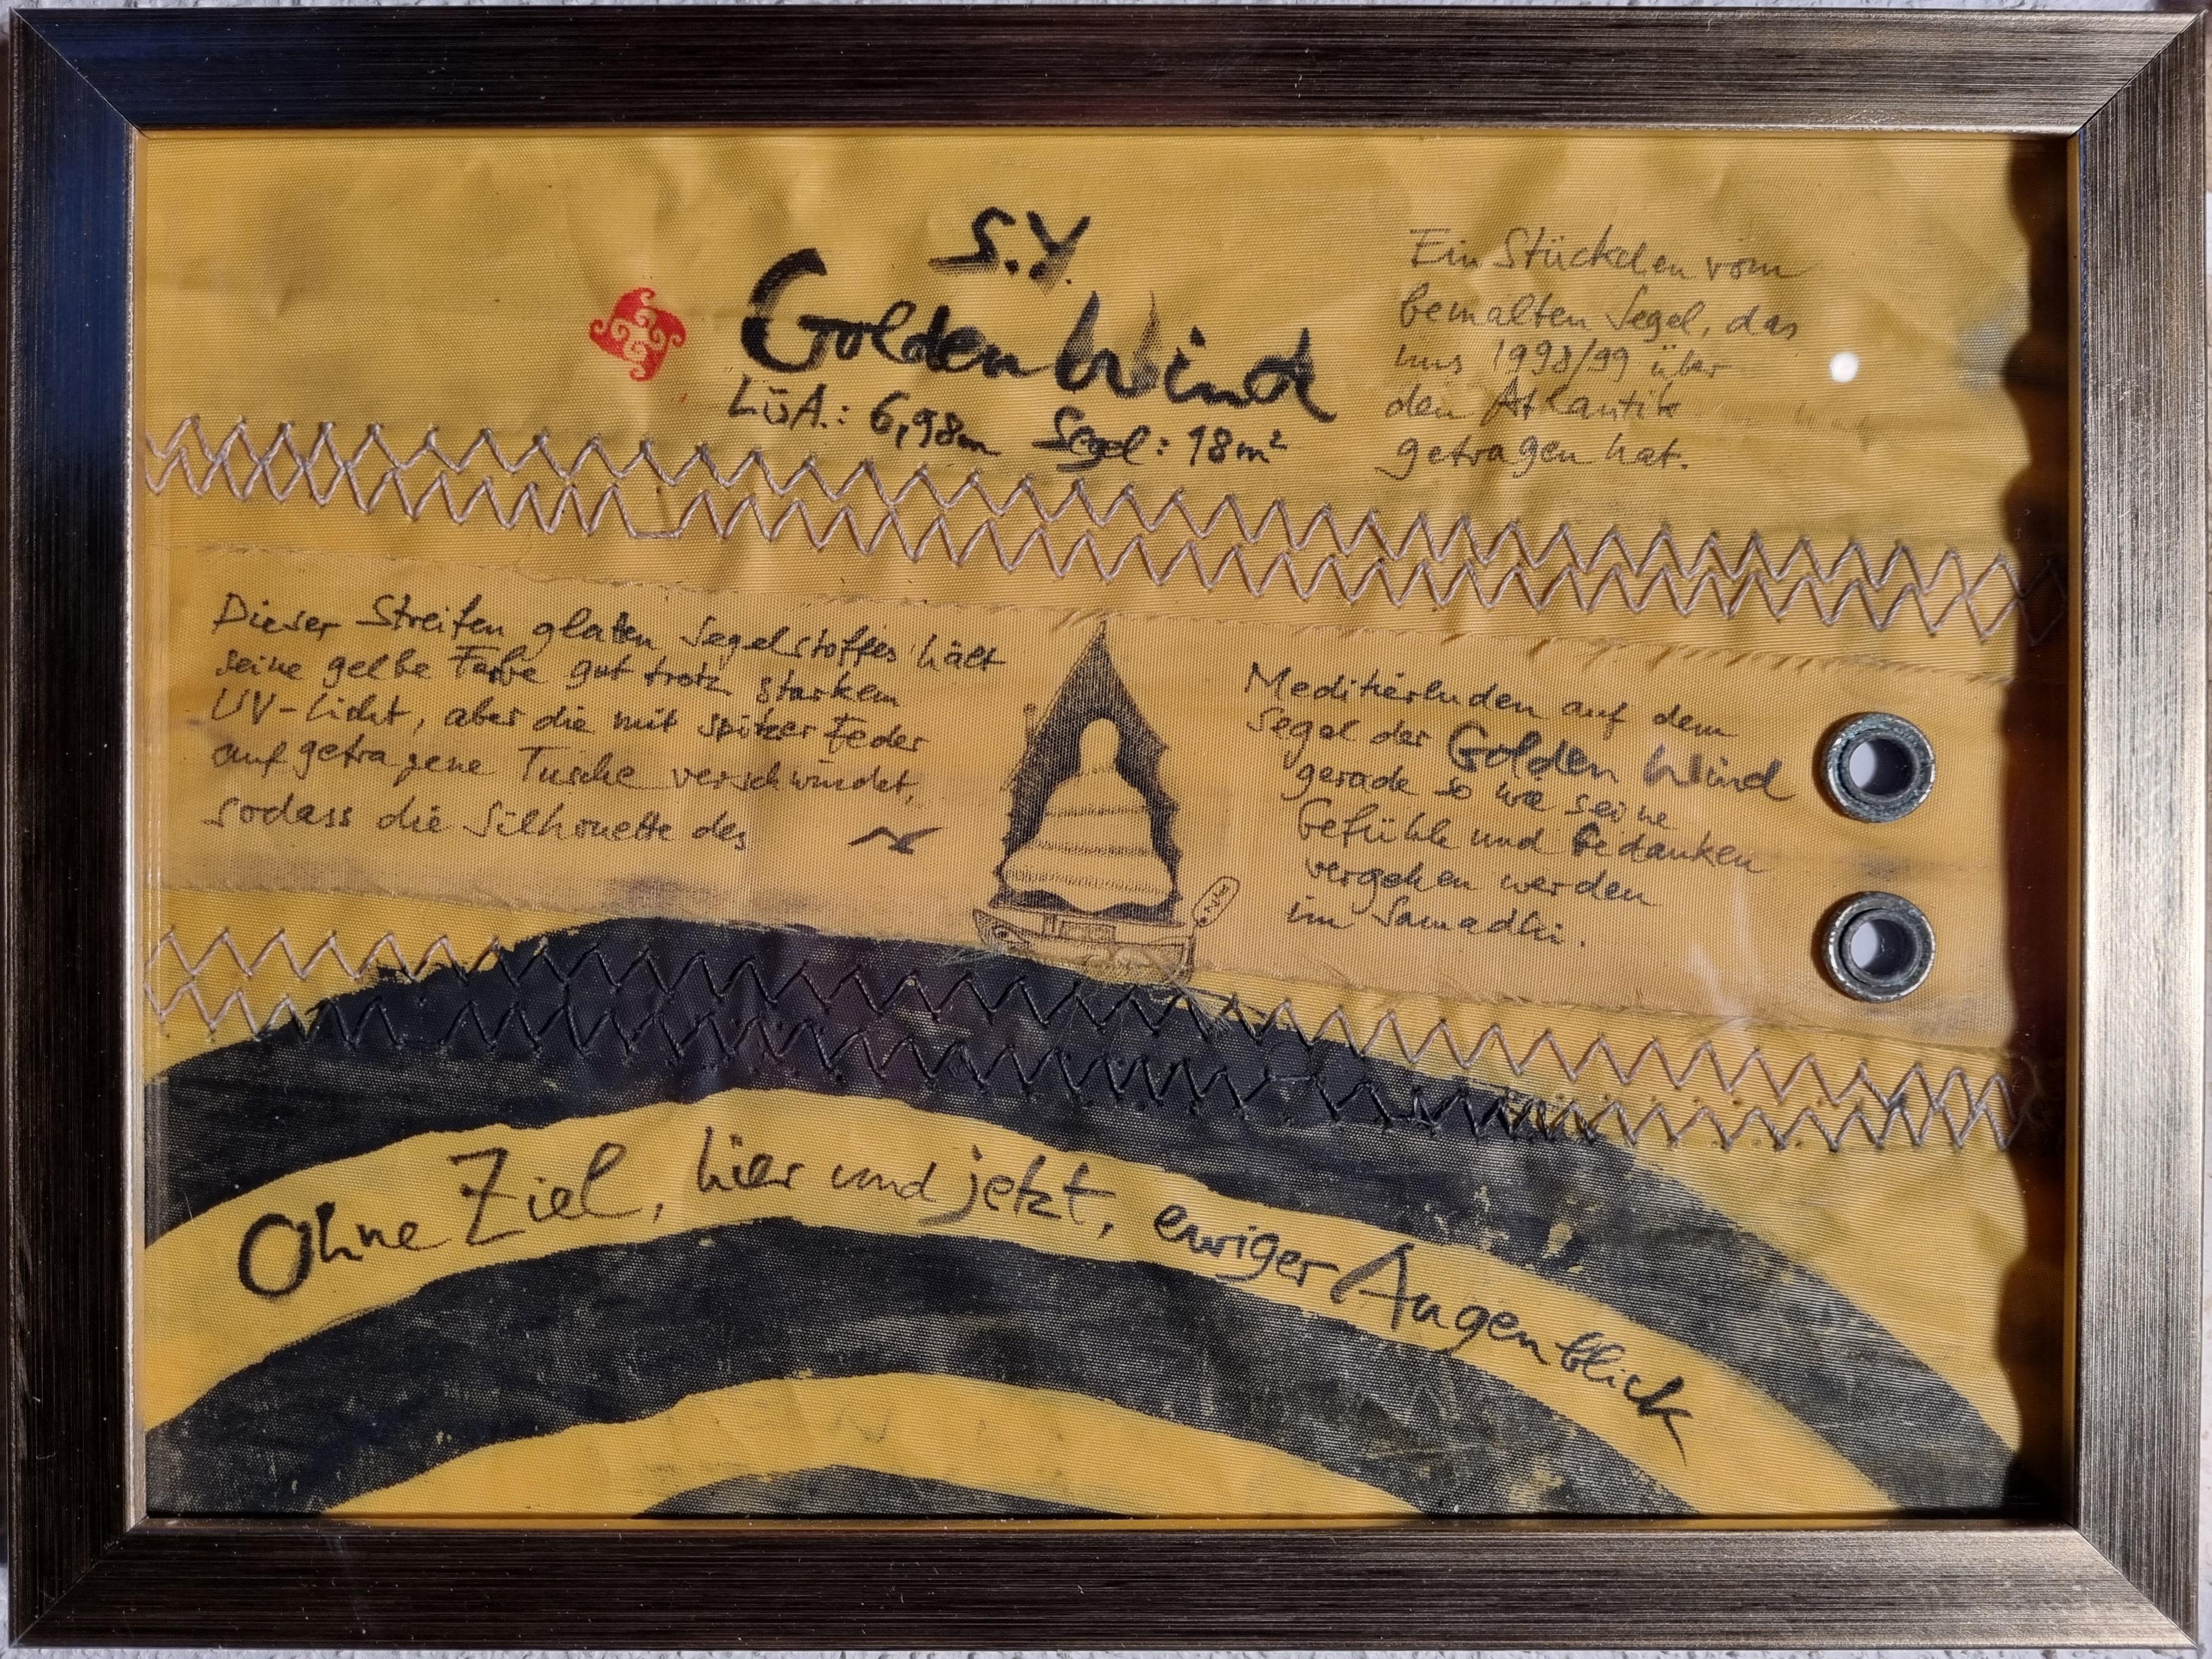 S.Y.
Golden Wind
LüA.: 6,98m Segel: 18m²
Ein Stückchen vom
bemalten Segel, das
uns 1998/99 über
den Atlantik
getragen hat.
Dieser Streifen glatten Segelstoffes hält
seine gelbe Farbe gut trotz starkem
UV-Licht, aber die mit spitzer Feder
aufgetragene Tusche verschwindet,
sodass die Silhouette des
Meditierenden auf dem
Segel der Golden Wind
gerade so wie seine
Gefühle und Gedanken
vergehen werden
im Samadhi.
Ohne Ziel, hier und jetzt, ewiger Augenblick